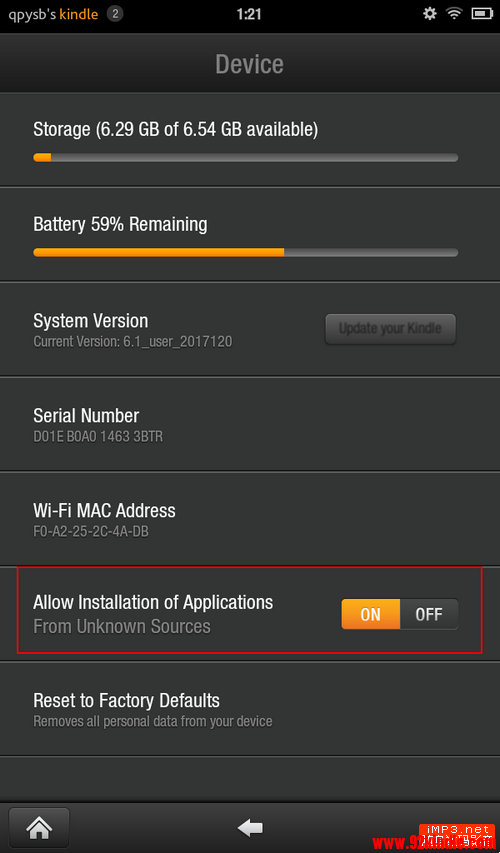 qpysb's kindle 2 1:21
Device
Storage (6.29 GB of 6.54 GB available)
Battery 59% Remaining
System Version
Current Version: 6.1_user_2017120
Update your Kindle
Serial Number
D01E B0A0 1463 3BTR
Wi-Fi MAC Address
F0-A2-25-2C-4A-DB
Allow Installation of Applications
From Unknown Sources
ON OFF
Reset to Factory Defaults
Removes all personal data from your device
iMP3.net